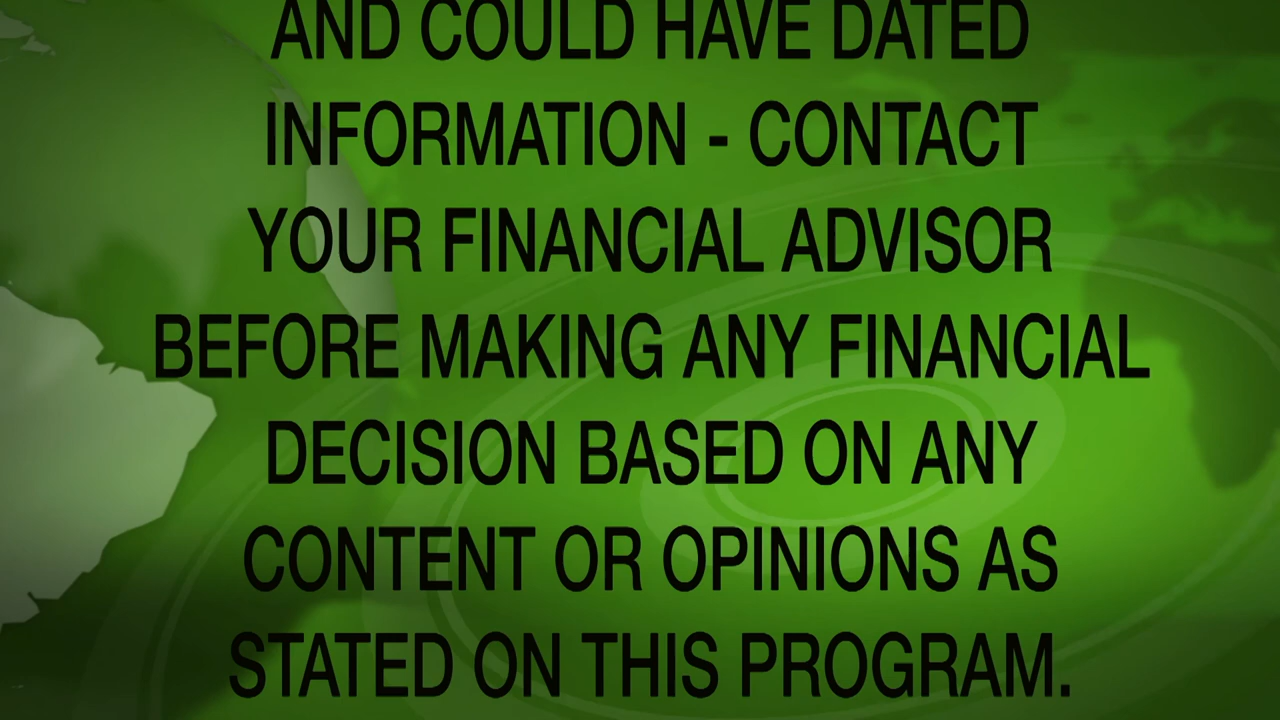 AND COULD HAVE DATED
INFORMATION - CONTACT
YOUR FINANCIAL ADVISOR
BEFORE MAKING ANY FINANCIAL
DECISION BASED ON ANY
CONTENT OR OPINIONS AS
STATED ON THIS PROGRAM.